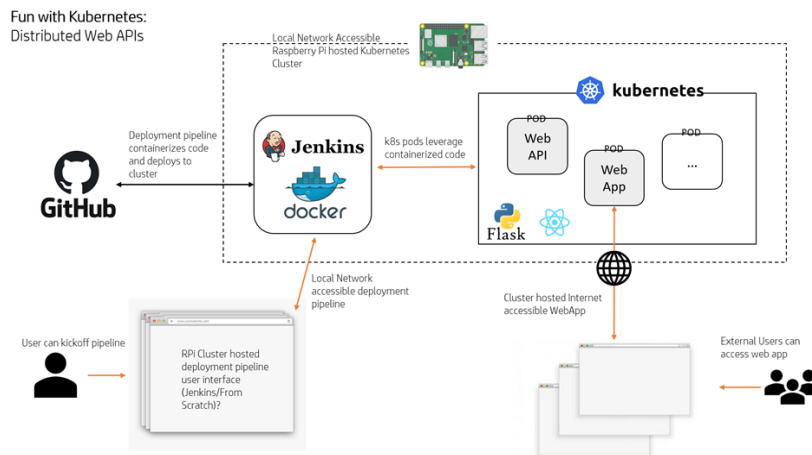 Fun with Kubernetes:
Distributed Web APIs
Local Network Accessible
Raspberry Pi hosted Kubernetes
Cluster
kubernetes
Deployment pipeline
containerizes code
and deploys to
cluster
GitHub
Jenkins
docker
k8s pods leverage
containerized code
POD
Web
API
POD
Web
App
POD
...
Flask
Local Network
accessible deployment
pipeline
Cluster hosted Internet
accessible WebApp
User can kickoff pipeline
RPi Cluster hosted
deployment pipeline
user interface
(Jenkins/From
Scratch)?
External Users can
access web app